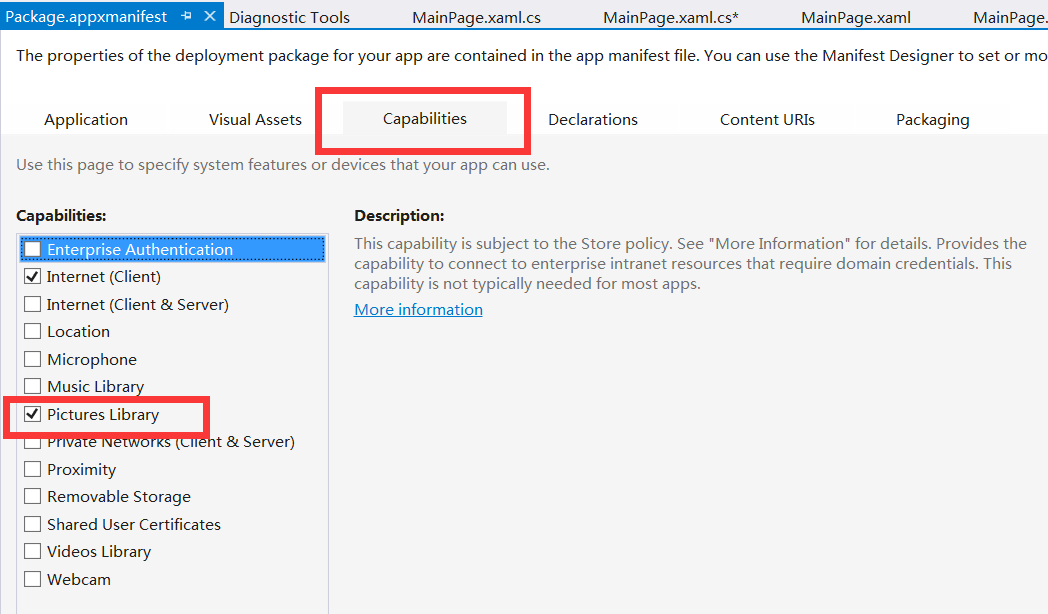 Package.appxmanifest Diagnostic Tools MainPage.xaml.cs MainPage.xaml.cs* MainPage.xaml MainPage.
The properties of the deployment package for your app are contained in the app manifest file. You can use the Manifest Designer to set or mo
Application Visual Assets Capabilities Declarations Content URIs Packaging
Use this page to specify system features or devices that your app can use.
Capabilities:
Enterprise Authentication
Internet (Client)
Internet (Client & Server)
Location
Microphone
Music Library
Pictures Library
Private Networks (Client & Server)
Proximity
Removable Storage
Shared User Certificates
Videos Library
Webcam
Description:
This capability is subject to the Store policy. See "More Information" for details. Provides the
capability to connect to enterprise intranet resources that require domain credentials. This
capability is not typically needed for most apps.
More information